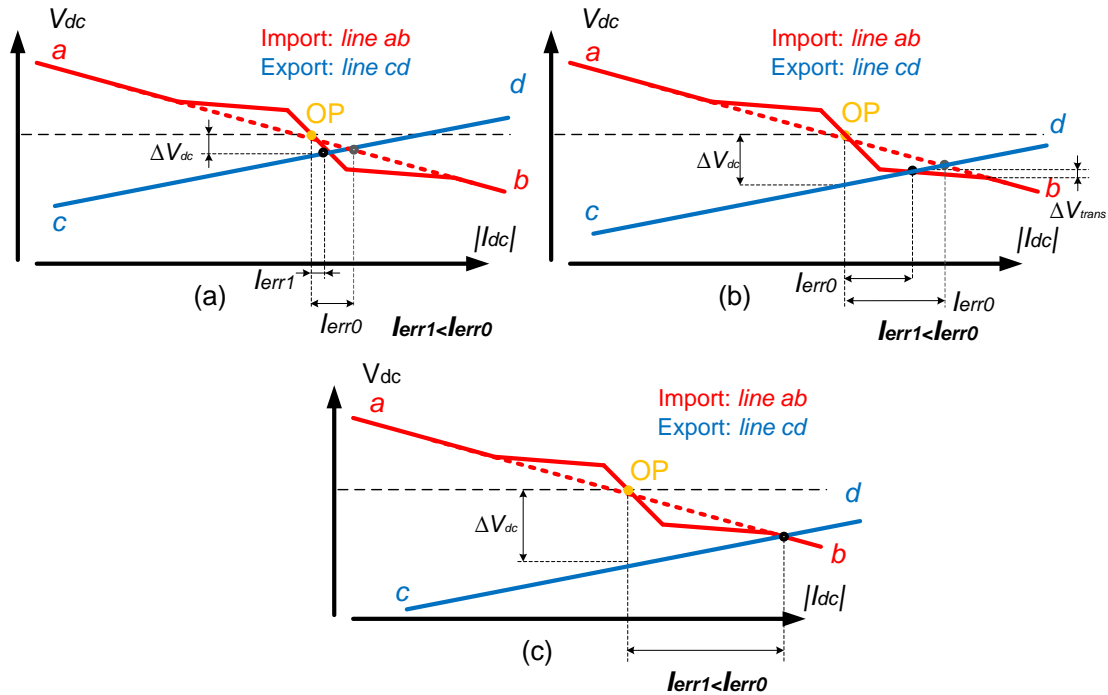 Vdc
a
Import: line ab
Export: line cd
d
OP
ΔVdc
b
c
|Idc|
Ierr1
(a)
Ierr0
Ierr1<Ierr0
Vdc
a
Import: line ab
Export: line cd
OP
d
ΔVdc
b
ΔVtrans
c
|Idc|
Ierr0
(b)
Ierr0
Ierr1<Ierr0
Vdc
a
Import: line ab
Export: line cd
OP
d
ΔVdc
b
c
|Idc|
(c)
Ierr1<Ierr0